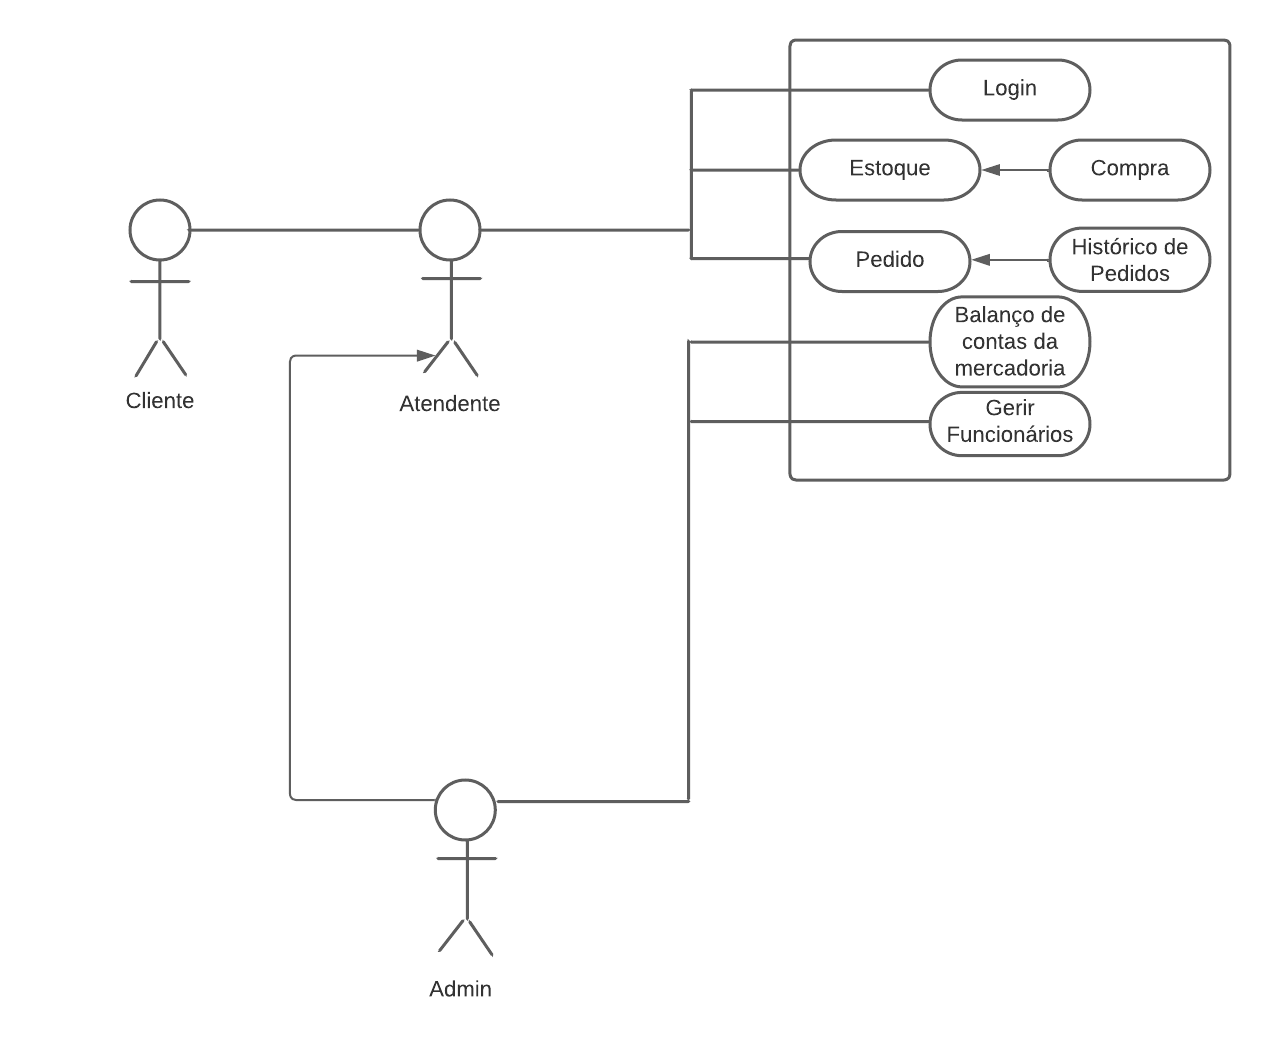 Login
Estoque
Compra
Pedido
Histórico de
Pedidos
Balanço de
contas da
mercadoria
Gerir
Funcionários
Cliente
Atendente
Admin